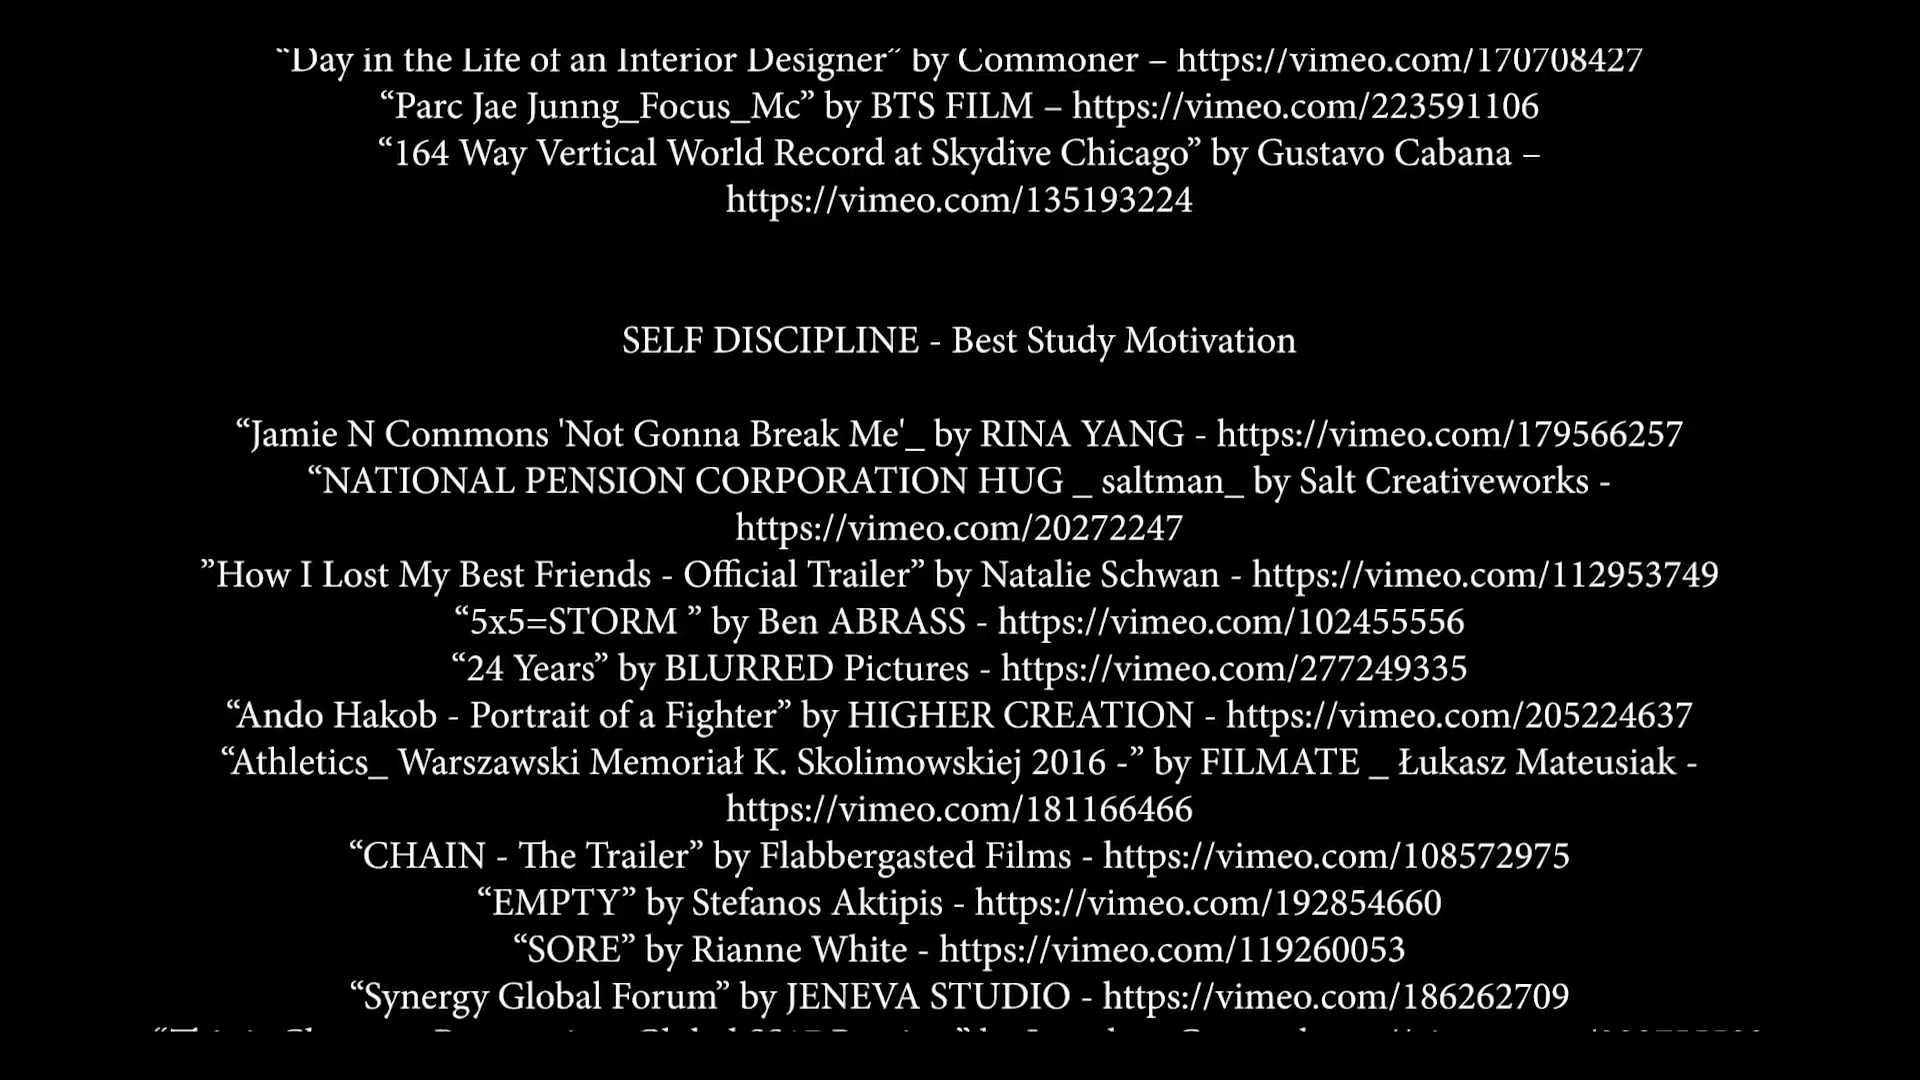 “Day in the Life of an Interior Designer” by Commoner – https://vimeo.com/170708427
“Parc Jae Junng_Focus_Mc” by BTS FILM – https://vimeo.com/223591106
“164 Way Vertical World Record at Skydive Chicago” by Gustavo Cabana –
https://vimeo.com/135193224
SELF DISCIPLINE - Best Study Motivation
“Jamie N Commons 'Not Gonna Break Me'_ by RINA YANG - https://vimeo.com/179566257
“NATIONAL PENSION CORPORATION HUG _ saltman_ by Salt Creativeworks -
https://vimeo.com/20272247
”How I Lost My Best Friends - Official Trailer” by Natalie Schwan - https://vimeo.com/112953749
“5x5=STORM ” by Ben ABRASS - https://vimeo.com/102455556
“24 Years” by BLURRED Pictures - https://vimeo.com/277249335
“Ando Hakob - Portrait of a Fighter” by HIGHER CREATION - https://vimeo.com/205224637
“Athletics_ Warszawski Memoriał K. Skolimowskiej 2016 -” by FILMATE _ Łukasz Mateusiak -
https://vimeo.com/181166466
“CHAIN - The Trailer” by Flabbergasted Films - https://vimeo.com/108572975
“EMPTY” by Stefanos Aktipis - https://vimeo.com/192854660
“SORE” by Rianne White - https://vimeo.com/119260053
“Synergy Global Forum” by JENEVA STUDIO - https://vimeo.com/186262709